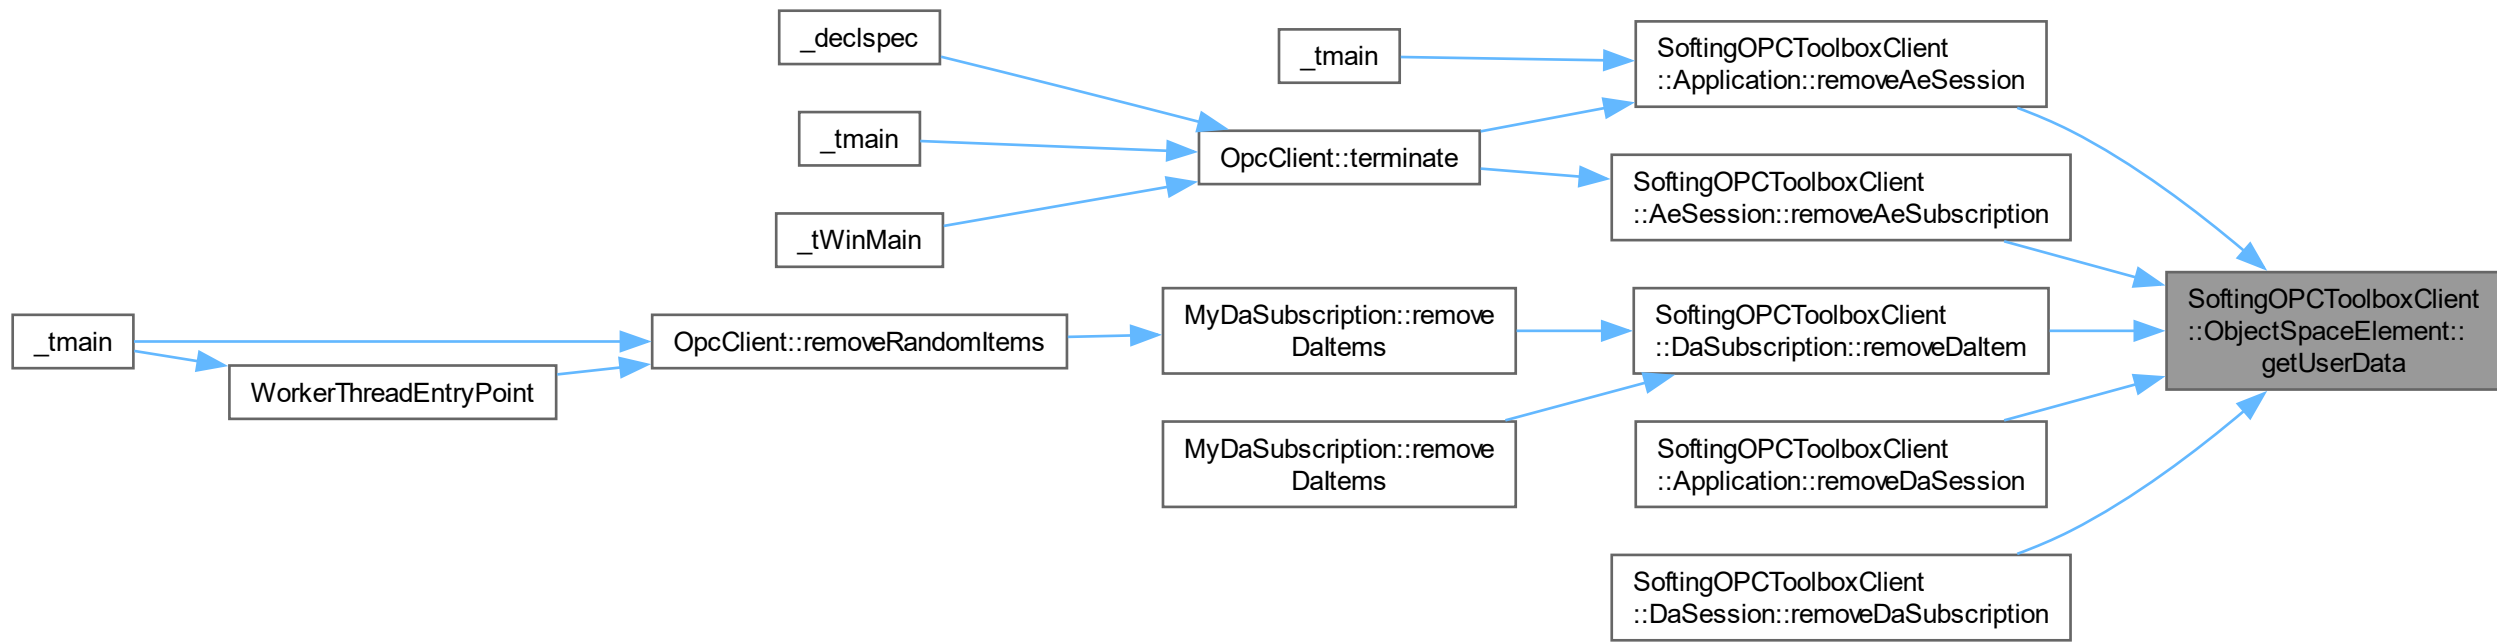 _declspec
_tmain
SoftingOPCToolboxClient
::Application::removeAeSession
_tmain
OpcClient::terminate
SoftingOPCToolboxClient
::AeSession::removeAeSubscription
_tWinMain
_tmain
WorkerThreadEntryPoint
OpcClient::removeRandomItems
MyDaSubscription::remove
DaItems
SoftingOPCToolboxClient
::DaSubscription::removeDaItem
SoftingOPCToolboxClient
::ObjectSpaceElement::
getUserData
MyDaSubscription::remove
DaItems
SoftingOPCToolboxClient
::Application::removeDaSession
SoftingOPCToolboxClient
::DaSession::removeDaSubscription